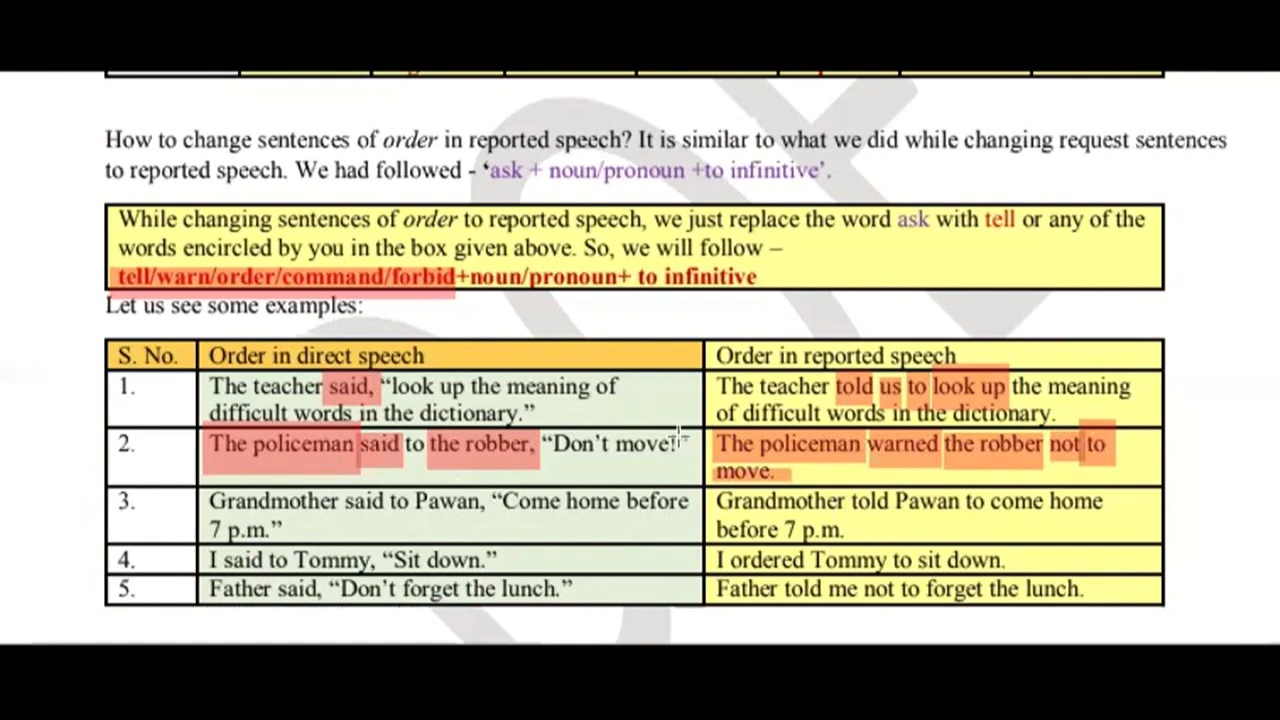 How to change sentences of order in reported speech? It is similar to what we did while changing request sentences
to reported speech. We had followed - ‘ask + noun/pronoun +to infinitive’.
While changing sentences of order to reported speech, we just replace the word ask with tell or any of the
words encircled by you in the box given above. So, we will follow –
tell/warn/order/command/forbid+noun/pronoun+ to infinitive
Let us see some examples:
S. No. Order in direct speech Order in reported speech
1. The teacher said, “look up the meaning of The teacher told us to look up the meaning
difficult words in the dictionary.” of difficult words in the dictionary.
2. The policeman said to the robber, “Don’t move!” The policeman warned the robber not to
move.
3. Grandmother said to Pawan, “Come home before Grandmother told Pawan to come home
7 p.m.” before 7 p.m.
4. I said to Tommy, “Sit down.” I ordered Tommy to sit down.
5. Father said, “Don’t forget the lunch.” Father told me not to forget the lunch.